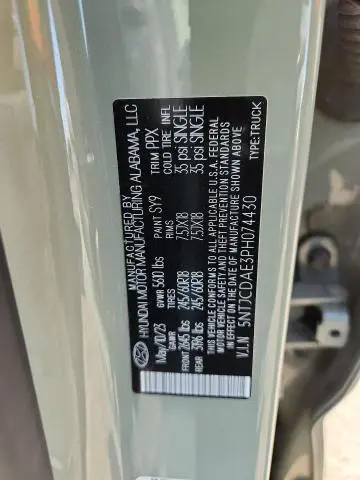 MANUFACTURED BY
HYUNDAI MOTOR MANUFACTURING ALABAMA, LLC
May/10/23 GVWR 5610 lbs PAINT SY9 TRIM PPX
GAWR TIRES RIMS COLD TIRE INF.
FRONT 2645 lbs 245/60R18 7.5JX18 35 psi SINGLE
REAR 3086 lbs 245/60R18 7.5JX18 35 psi SINGLE
THIS VEHICLE CONFORMS TO ALL APPLICABLE U.S.A. FEDERAL
MOTOR VEHICLE SAFETY AND THEFT PREVENTION
STANDARDS IN EFFECT ON THE DATE OF MANUFACTURE SHOWN ABOVE
V.I.N 5NTJCDAE3PH074430 TYPE:TRUCK